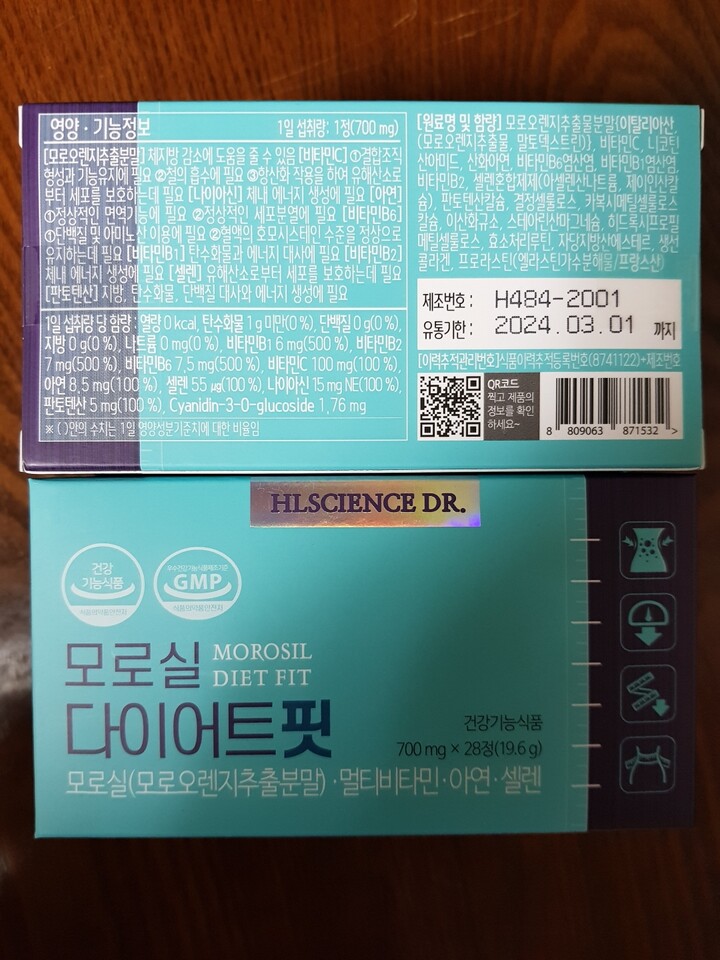 영양·기능정보
1일 섭취량: 1정(700 mg)
[모로오렌지추출분말] 체지방 감소에 도움을 줄 수 있음 [비타민C] ①결합조직
형성과 기능유지에 필요 ②철의 흡수에 필요 ③항산화 작용을 하여 유해산소로
부터 세포를 보호하는데 필요 [나이아신] 체내 에너지 생성에 필요 [아연]
①정상적인 면역기능에 필요 ②정상적인 세포분열에 필요 [비타민B6]
①단백질 및 아미노산 이용에 필요 ②혈액의 호모시스테인 수준을 정상으로
유지하는데 필요 [비타민B1] 탄수화물과 에너지 대사에 필요 [비타민B2]
체내 에너지 생성에 필요 [셀렌] 유해산소로부터 세포를 보호하는데 필요
[판토텐산] 지방, 탄수화물, 단백질 대사와 에너지 생성에 필요
1일 섭취량 당 함량 : 열량 0 kcal, 탄수화물 1 g 미만(0 %), 단백질 0 g(0 %),
지방 0 g(0 %), 나트륨 0 mg(0 %), 비타민B1 6 mg(500 %), 비타민B2
7 mg(500 %), 비타민B6 7.5 mg(500 %), 비타민C 100 mg(100 %),
아연 8.5 mg(100 %), 셀렌 55 µg(100 %), 나이아신 15 mg NE(100 %),
판토텐산 5 mg(100 %), Cyanidin-3-O-glucoside 1.76 mg
※ ( )안의 수치는 1일 영양성분기준치에 대한 비율임
[원료명 및 함량] 모로오렌지추출물분말{이탈리아산,
(모로오렌지추출물, 말토덱스트린)}, 비타민C, 니코틴
산아미드, 산화아연, 비타민B6염산염, 비타민B1염산염,
비타민B2, 셀렌혼합제제(아셀렌산나트륨, 제이인산칼
슘), 판토텐산칼슘, 결정셀룰로스, 카복시메틸셀룰로스
칼슘, 이산화규소, 스테아린산마그네슘, 히드록시프로필
메틸셀룰로스, 효소처리루틴, 자당지방산에스테르, 생선
콜라겐, 프로라스틴(엘라스틴가수분해물/프랑스산)
제조번호 : H484-2001
유통기한 : 2024.03.01 까지
[이력추적관리번호]식품이력추적등록번호(8741122)+제조번호
QR코드
찍고 제품의
정보를 확인
하세요~
8 809063 871532 >
HLSCIENCE DR.
건강
기능식품
식품의약품안전처
우수건강기능식품제조기준
GMP
식품의약품안전처
모로실 MOROSIL
DIET FIT
다이어트핏
건강기능식품
700 mg × 28정(19.6 g)
모로실(모로오렌지추출분말)·멀티비타민·아연·셀렌